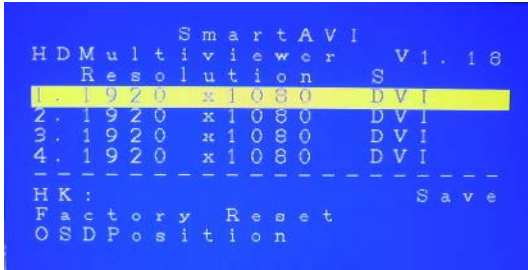 SmartAVI
HDMultiviewer V1.18
Resolution S
1. 1920 x1080 DVI
2. 1920 x1080 DVI
3. 1920 x1080 DVI
4. 1920 x1080 DVI
HK: Save
Factory Reset
OSDPosition